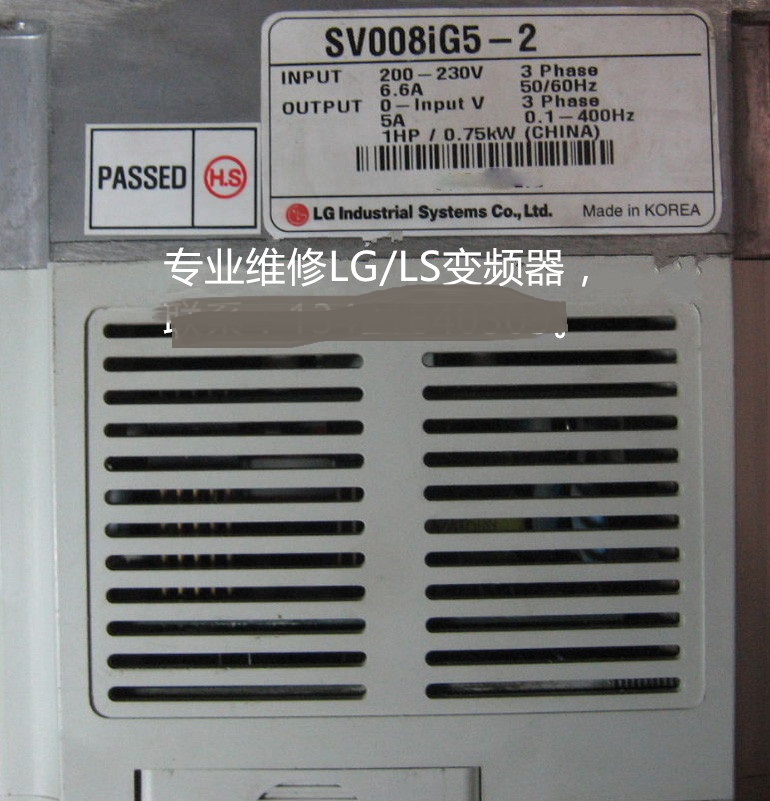 SV008iG5-2
INPUT 200-230V 3 Phase
6.6A 50/60Hz
OUTPUT 0-Input V 3 Phase
5A 0.1-400Hz
1HP / 0.75kW (CHINA)
PASSED H.S
LG Industrial Systems Co., Ltd. Made in KOREA
专业维修LG/LS变频器，